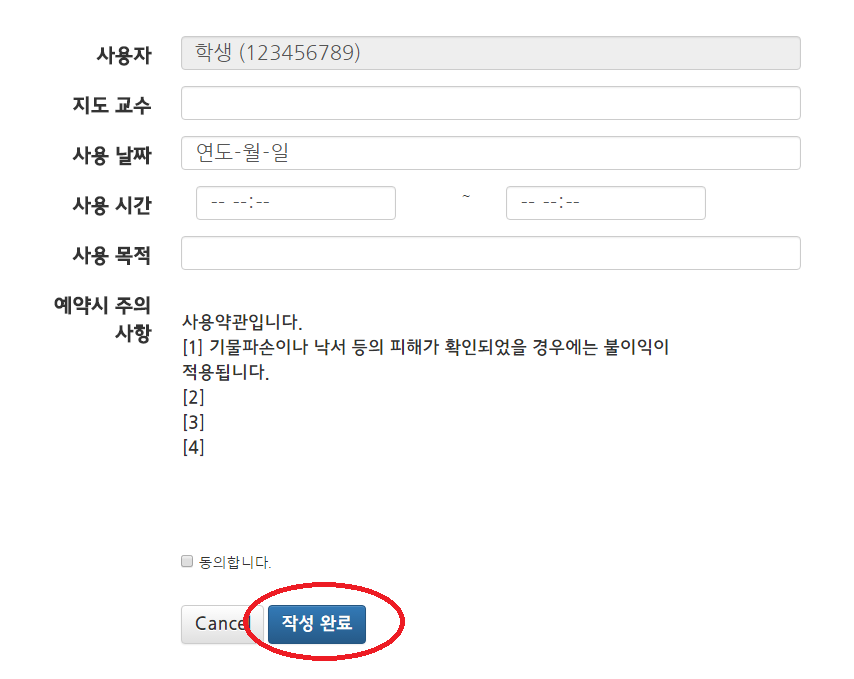 사용자 학생 (123456789)
지도 교수
사용 날짜 연도-월-일
사용 시간 -- --:-- ~ -- --:--
사용 목적
예약시 주의
사항
사용약관입니다.
[1] 기물파손이나 낙서 등의 피해가 확인되었을 경우에는 불이익이
적용됩니다.
[2]
[3]
[4]
동의합니다.
Cancel 작성 완료